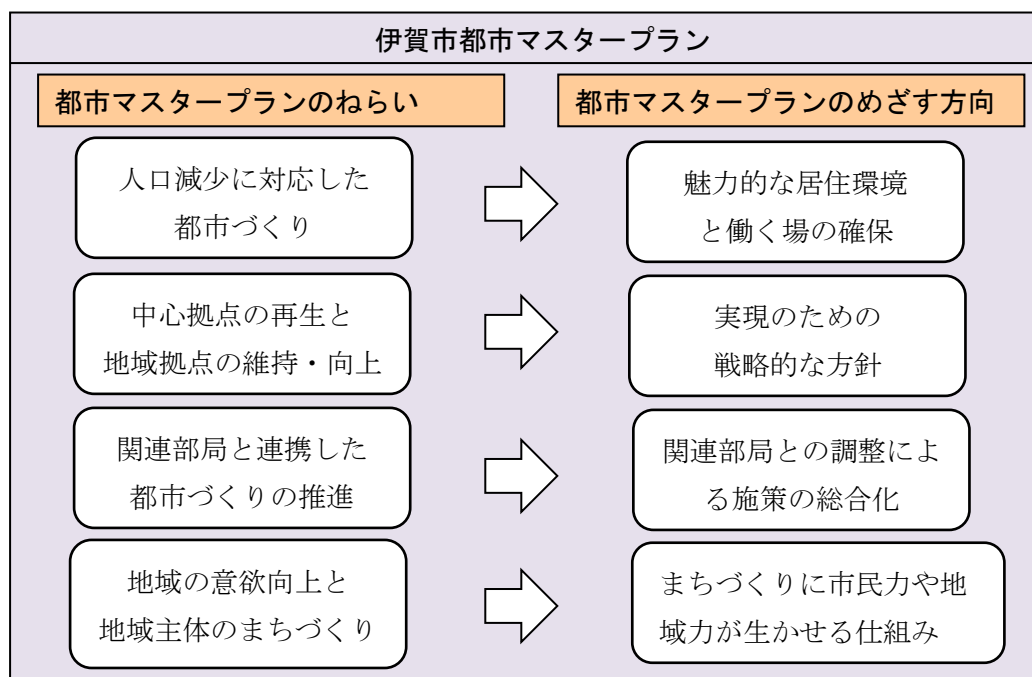 伊賀市都市マスタープラン
都市マスタープランのねらい
都市マスタープランのめざす方向
人口減少に対応した
都市づくり
魅力的な居住環境
と働く場の確保
中心拠点の再生と
地域拠点の維持・向上
実現のための
戦略的な方針
関連部局と連携した
都市づくりの推進
関連部局との調整によ
る施策の総合化
地域の意欲向上と
地域主体のまちづくり
まちづくりに市民力や地
域力が生かせる仕組み